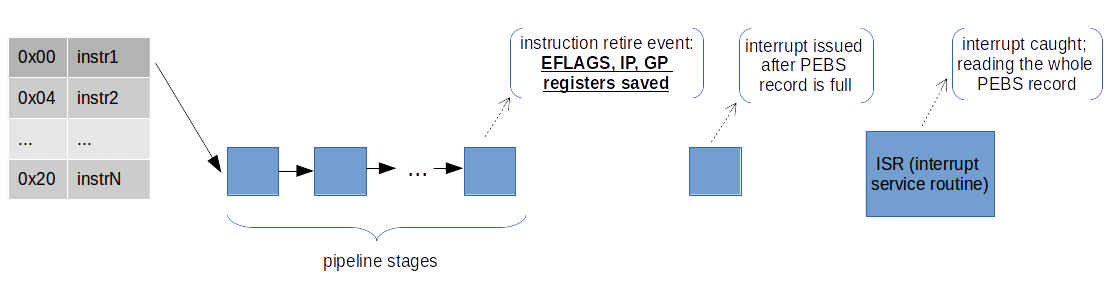 0x00 instr1
0x04 instr2
... ...
0x20 instrN
instruction retire event:
EFLAGS, IP, GP
registers saved
interrupt issued
after PEBS
record is full
interrupt caught;
reading the whole
PEBS record
...
ISR (interrupt
service routine)
pipeline stages